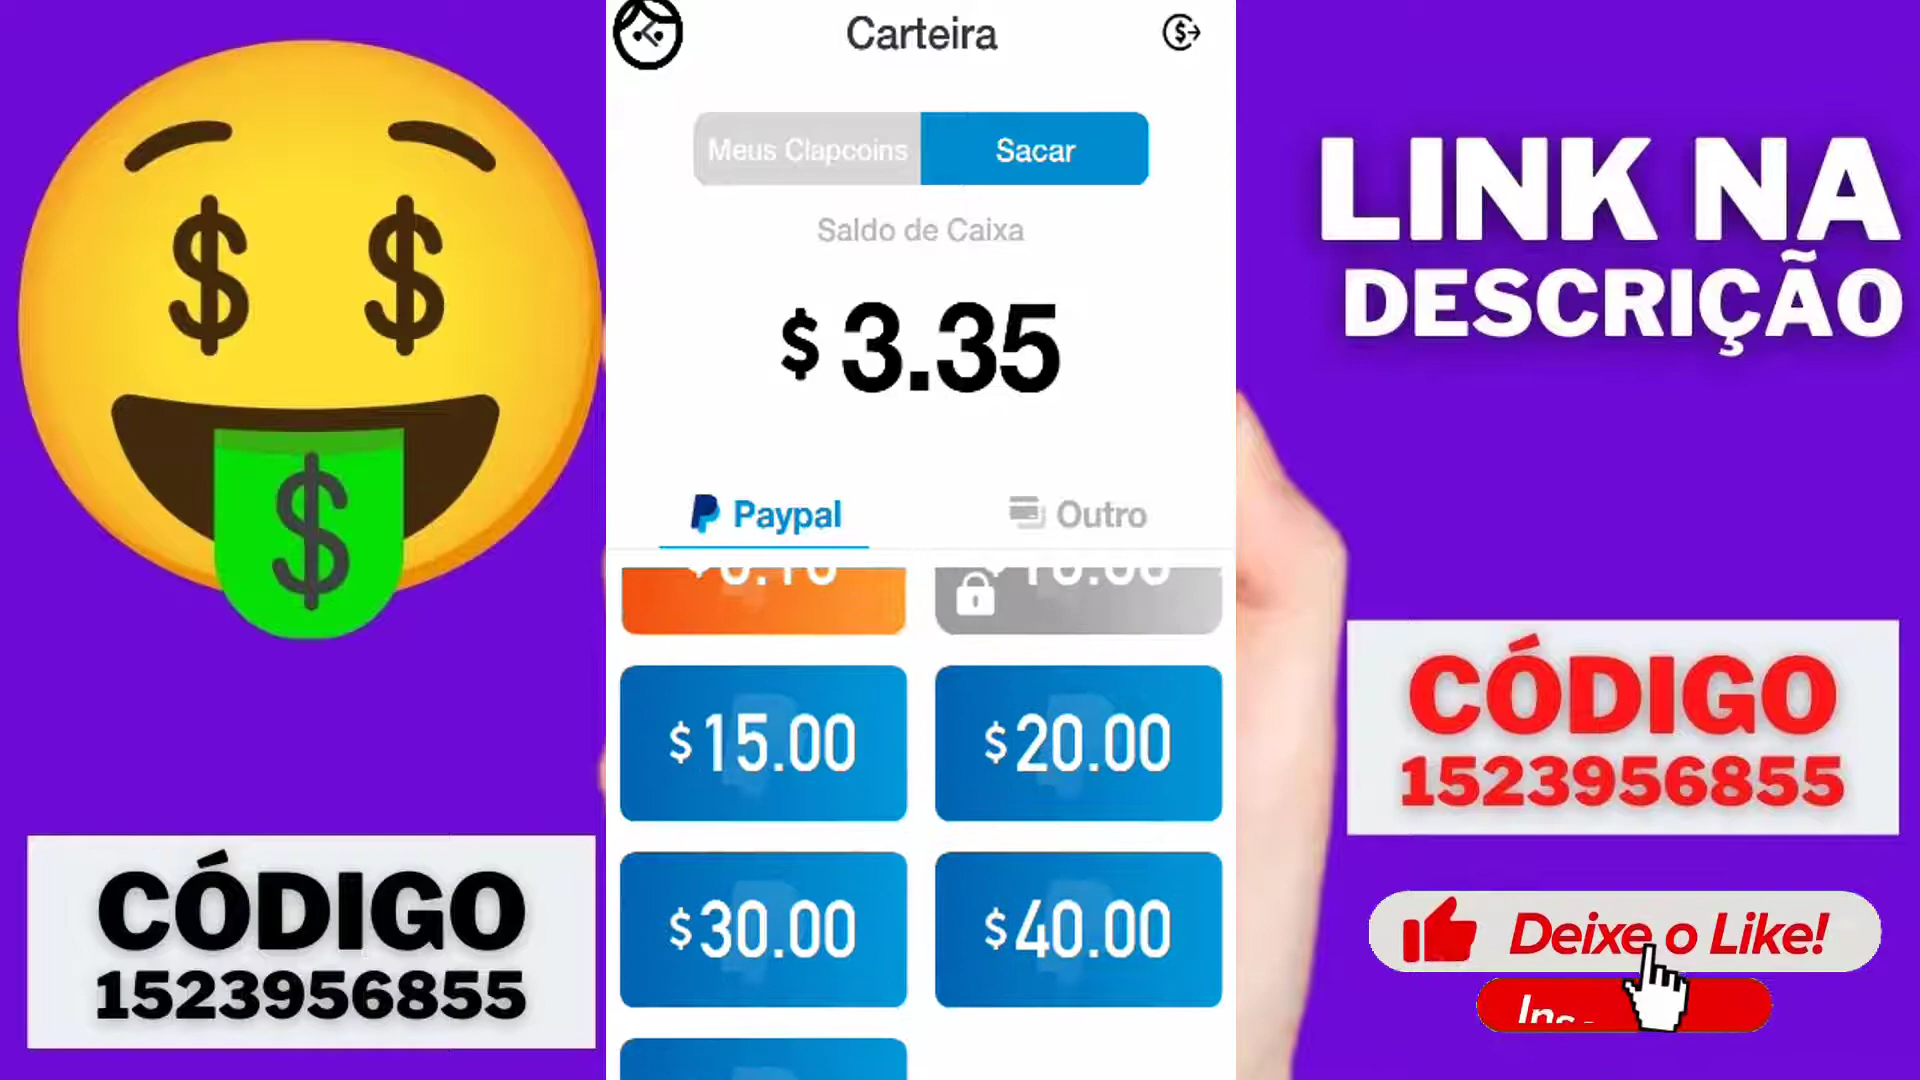 Carteira
Meus Clapcoins
Sacar
Saldo de Caixa
$ 3.35
Paypal
Outro
$ 15.00
$ 20.00
$ 30.00
$ 40.00
CÓDIGO
1523956855
LINK NA
DESCRIÇÃO
CÓDIGO
1523956855
Deixe o Like!